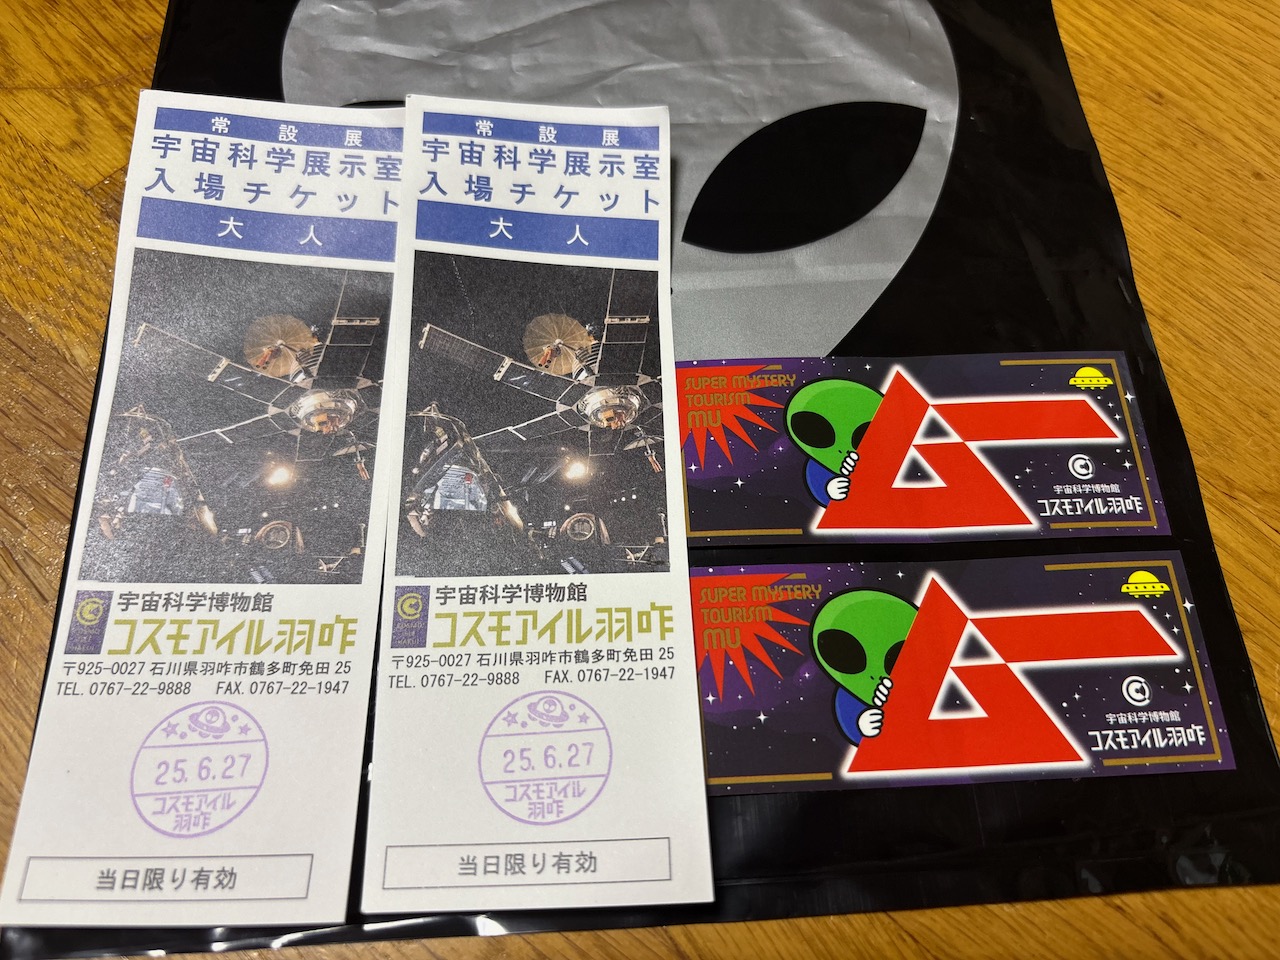 常設展
宇宙科学展示室
入場チケット
大人
宇宙科学博物館
コスモアイル羽咋
〒925-0027 石川県羽咋市鶴多町免田 25
TEL. 0767-22-9888 FAX. 0767-22-1947
25.6.27
コスモアイル
羽咋
当日限り有効
常設展
宇宙科学展示室
入場チケット
大人
宇宙科学博物館
コスモアイル羽咋
〒925-0027 石川県羽咋市鶴多町免田 25
TEL. 0767-22-9888 FAX. 0767-22-1947
25.6.27
コスモアイル
羽咋
当日限り有効
SUPER MYSTERY
TOURISM
MU
ムー
宇宙科学博物館
コスモアイル羽咋
SUPER MYSTERY
TOURISM
MU
ムー
宇宙科学博物館
コスモアイル羽咋